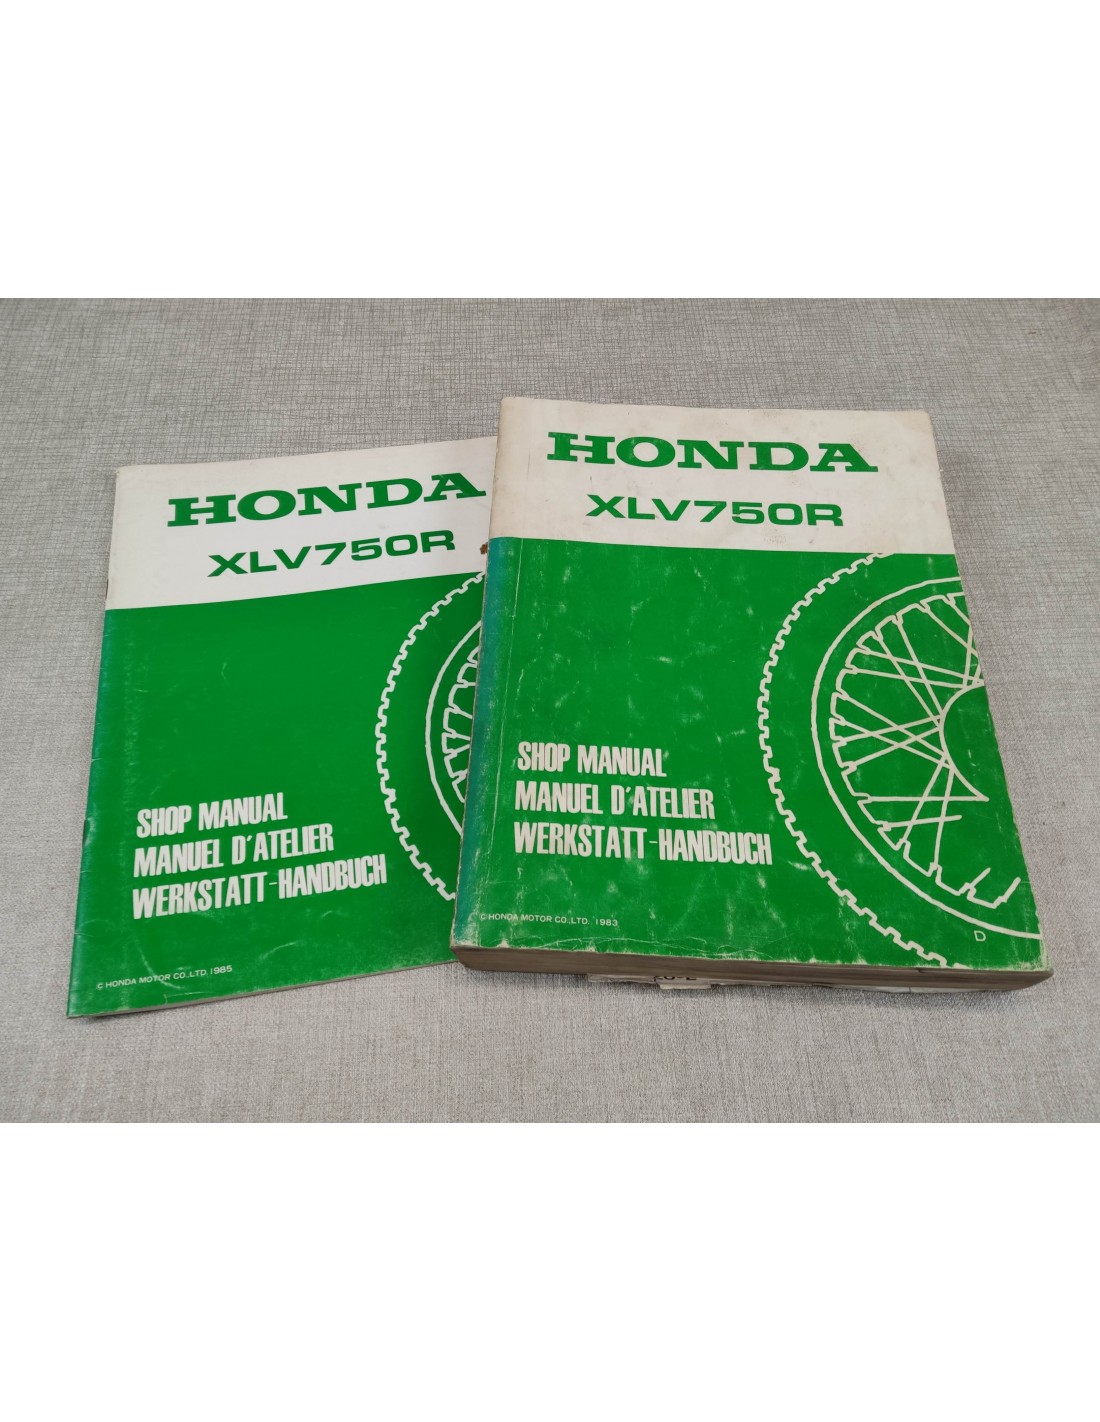 HONDA
XLV750R
SHOP MANUAL
MANUEL D'ATELIER
WERKSTATT-HANDBUCH
© HONDA MOTOR CO.,LTD. 1985
HONDA
XLV750R
SHOP MANUAL
MANUEL D'ATELIER
WERKSTATT-HANDBUCH
© HONDA MOTOR CO.,LTD. 1983
D